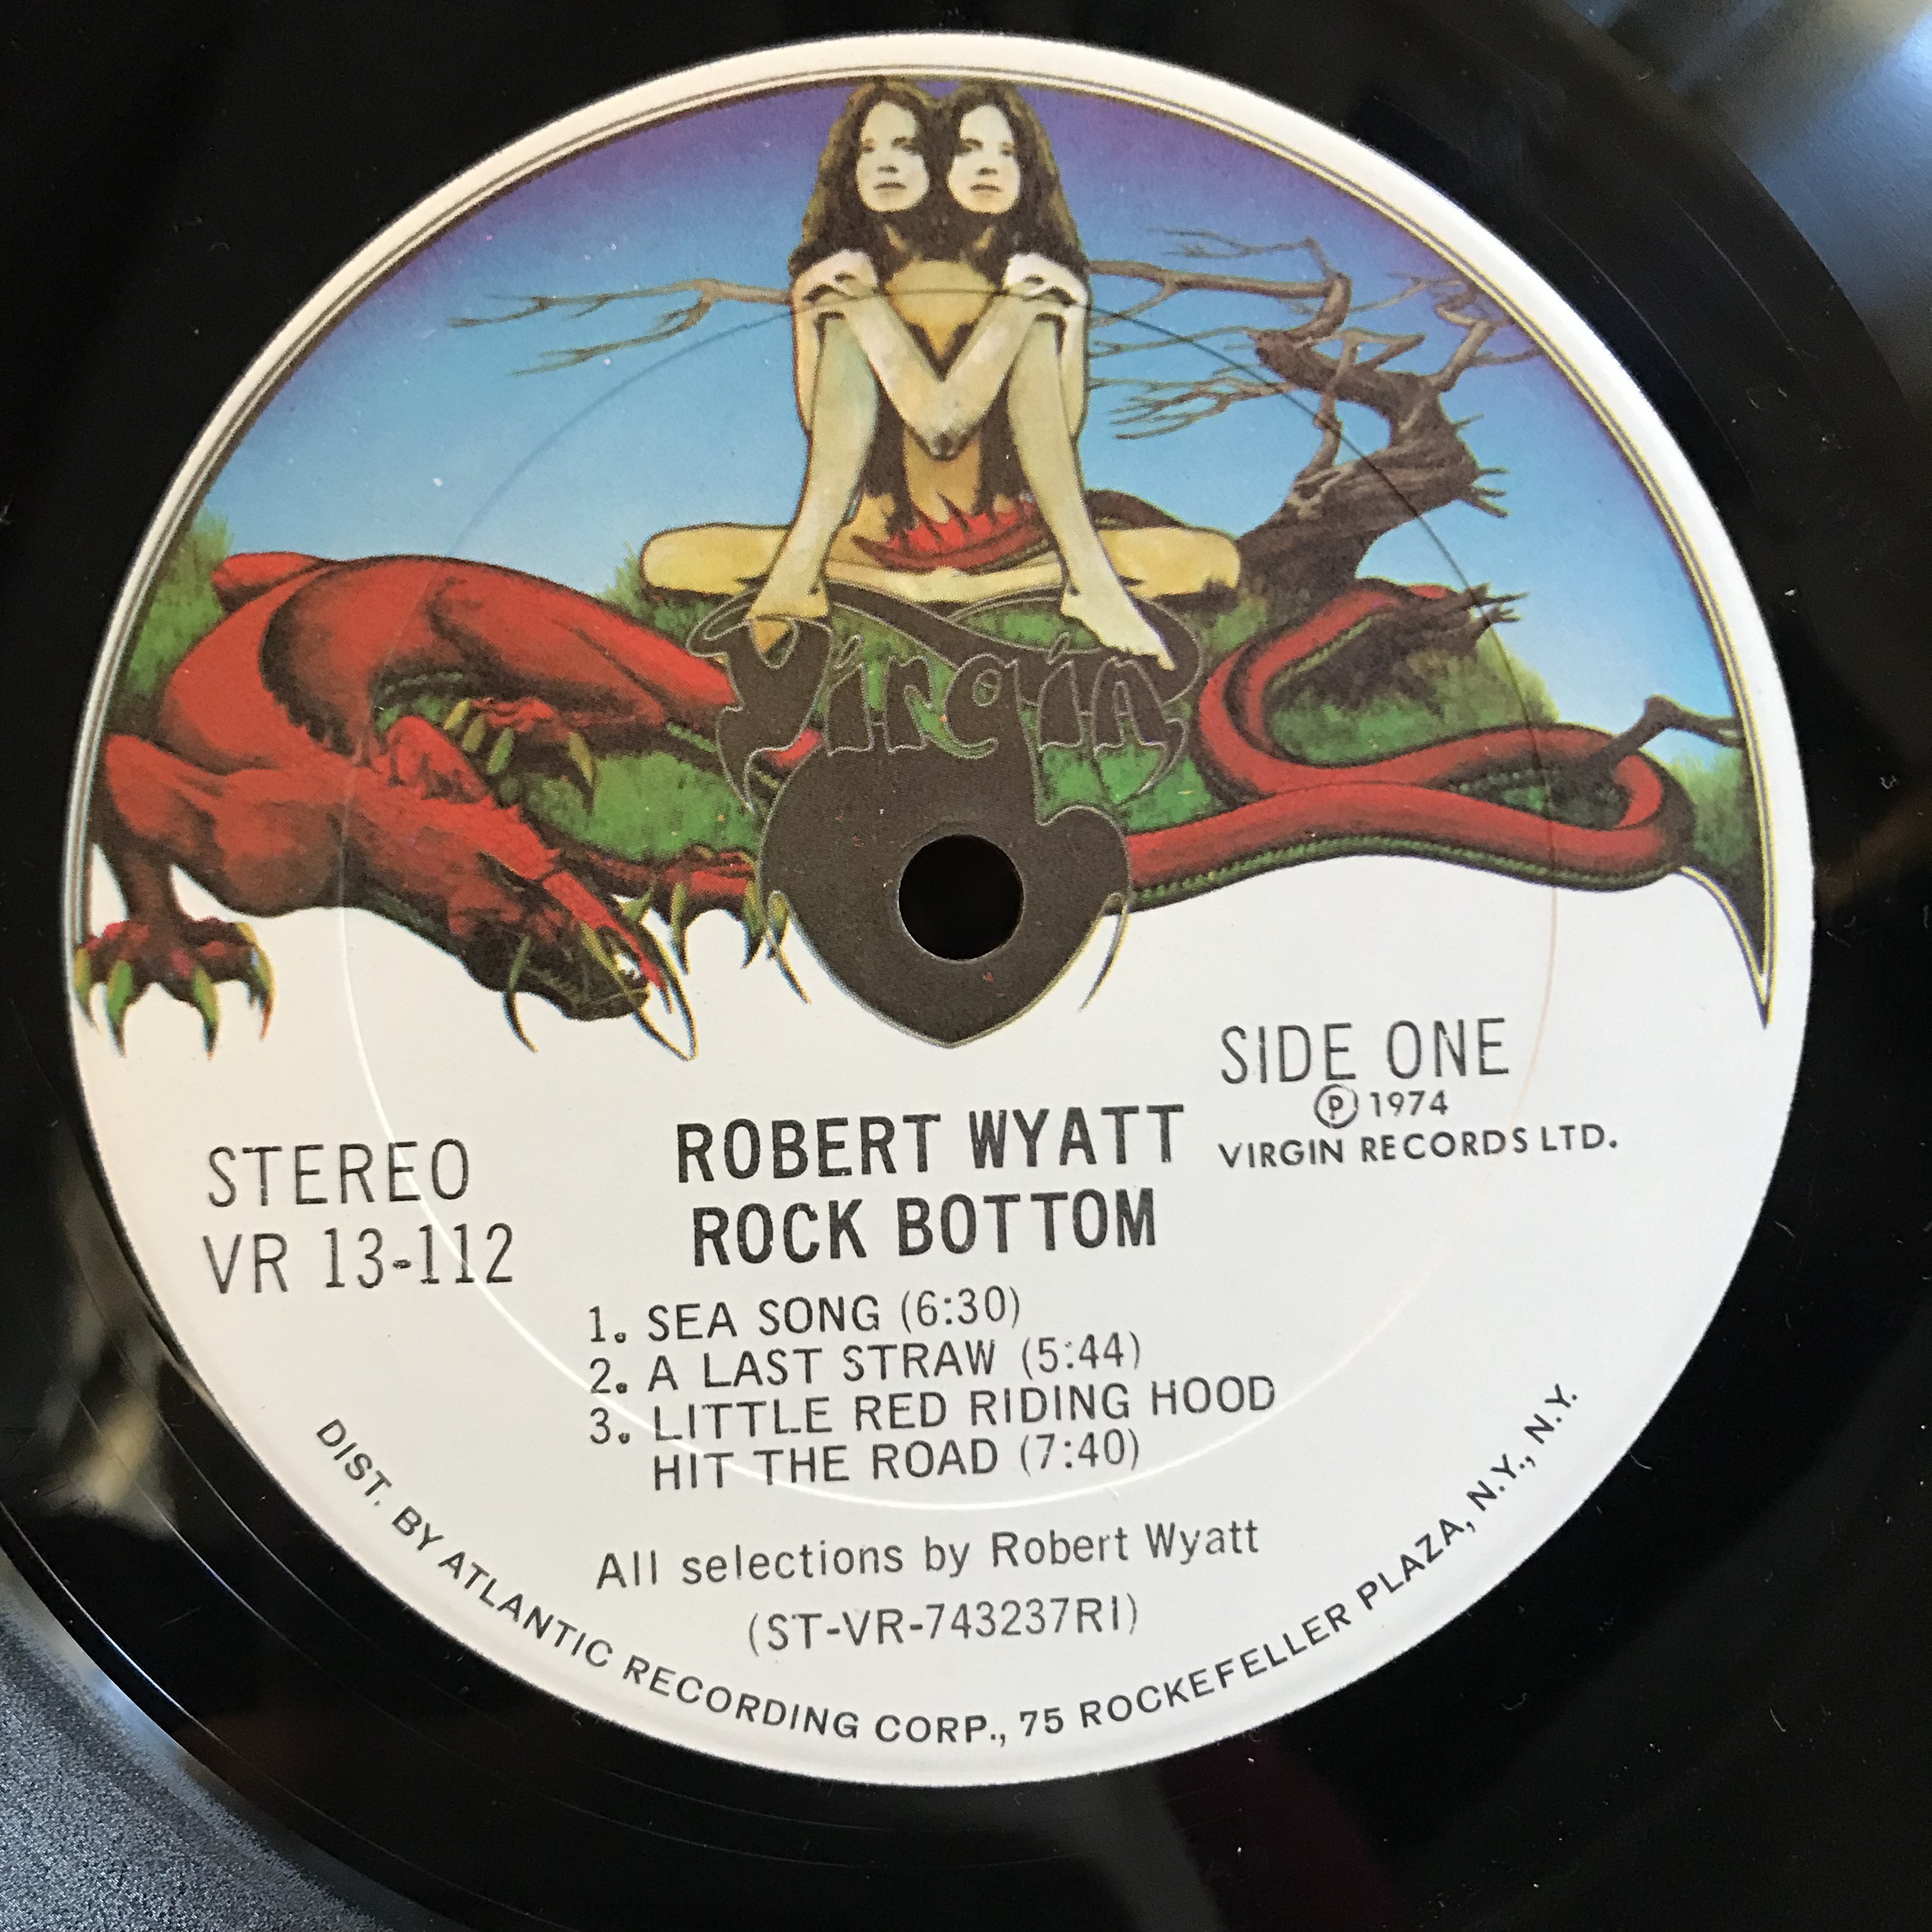 Virgin
SIDE ONE
Ⓟ 1974
VIRGIN RECORDS LTD.
STEREO
VR 13-112
ROBERT WYATT
ROCK BOTTOM
1. SEA SONG (6:30)
2. A LAST STRAW (5:44)
3. LITTLE RED RIDING HOOD
HIT THE ROAD (7:40)
All selections by Robert Wyatt
(ST-VR-743237RI)
DIST. BY ATLANTIC RECORDING CORP., 75 ROCKEFELLER PLAZA, N.Y., N.Y.